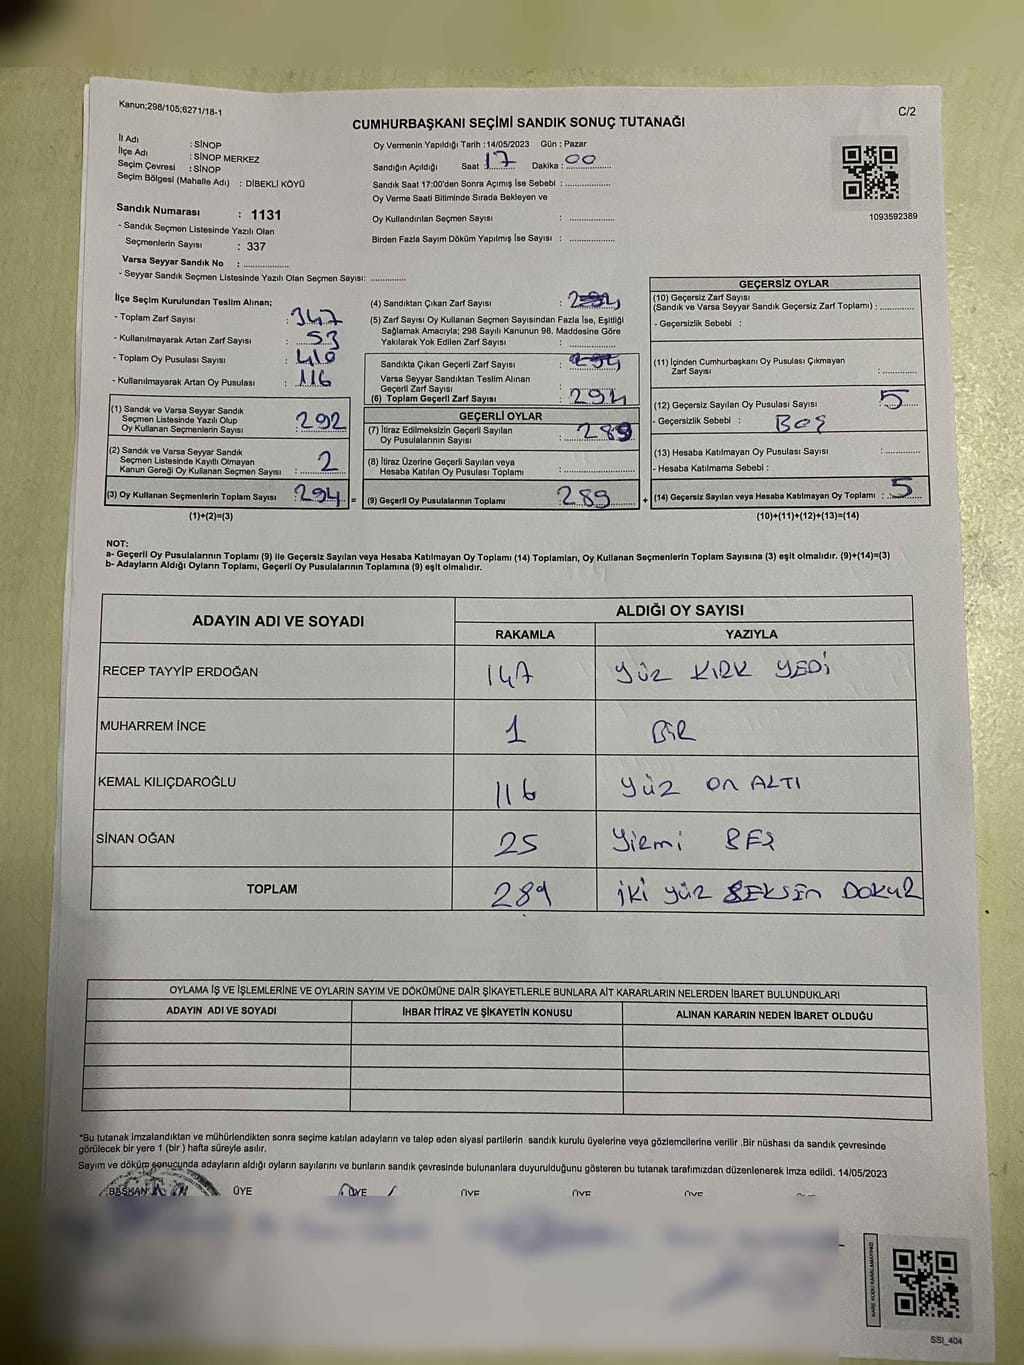 Kanun;298/105;6271/18-1
C/2
CUMHURBAŞKANI SEÇİMİ SANDIK SONUÇ TUTANAĞI
İl Adı : SİNOP
İlçe Adı : SİNOP MERKEZ
Seçim Çevresi : SİNOP
Seçim Bölgesi (Mahalle Adı) : DİBEKLİ KÖYÜ
Sandık Numarası : 1131
- Sandık Seçmen Listesinde Yazılı Olan
Seçmenlerin Sayısı : 337
Varsa Seyyar Sandık No : ..............
- Seyyar Sandık Seçmen Listesinde Yazılı Olan Seçmen Sayısı: ............
Oy Vermenin Yapıldığı Tarih :14/05/2023 Gün : Pazar
Sandığın Açıldığı Saat 17 Dakika : 00
Sandık Saat 17:00'den Sonra Açımış İse Sebebi : ..............
Oy Verme Saati Bitiminde Sırada Bekleyen ve
Oy Kullandırılan Seçmen Sayısı : ..............
Birden Fazla Sayım Döküm Yapılmış İse Sayısı : ..............
1093592389
İlçe Seçim Kurulundan Teslim Alınan;
- Toplam Zarf Sayısı : 347
- Kullanılmayarak Artan Zarf Sayısı : 53
- Toplam Oy Pusulası Sayısı : 410
- Kullanılmayarak Artan Oy Pusulası : 116
(1) Sandık ve Varsa Seyyar Sandık
Seçmen Listesinde Yazılı Olup
Oy Kullanan Seçmenlerin Sayısı : 292
(2) Sandık ve Varsa Seyyar Sandık
Seçmen Listesinde Kayıtlı Olmayan
Kanun Gereği Oy Kullanan Seçmen Sayısı : 2
(3) Oy Kullanan Seçmenlerin Toplam Sayısı : 294 =
(1)+(2)=(3)
(4) Sandıktan Çıkan Zarf Sayısı : 294
(5) Zarf Sayısı Oy Kullanan Seçmen Sayısından Fazla İse, Eşitliği
Sağlamak Amacıyla; 298 Sayılı Kanunun 98. Maddesine Göre
Yakılarak Yok Edilen Zarf Sayısı : ..............
Sandıkta Çıkan Geçerli Zarf Sayısı : 294
Varsa Seyyar Sandıktan Teslim Alınan
Geçerli Zarf Sayısı :
(6) Toplam Geçerli Zarf Sayısı : 294
GEÇERLİ OYLAR
(7) İtiraz Edilmeksizin Geçerli Sayılan
Oy Pusulalarının Sayısı : 289
(8) İtiraz Üzerine Geçerli Sayılan veya
Hesaba Katılan Oy Pusulası Toplamı :
(9) Geçerli Oy Pusulalarının Toplamı 289 +
GEÇERSİZ OYLAR
(10) Geçersiz Zarf Sayısı
(Sandık ve Varsa Seyyar Sandık Geçersiz Zarf Toplamı) : ............
- Geçersizlik Sebebi :
(11) İçinden Cumhurbaşkanı Oy Pusulası Çıkmayan
Zarf Sayısı : ............
(12) Geçersiz Sayılan Oy Pusulası Sayısı : 5
- Geçersizlik Sebebi : BOŞ
(13) Hesaba Katılmayan Oy Pusulası Sayısı : ............
- Hesaba Katılmama Sebebi :
(14) Geçersiz Sayılan veya Hesaba Katılmayan Oy Toplamı : 5
(10)+(11)+(12)+(13)=(14)
NOT:
a- Geçerli Oy Pusulalarının Toplamı (9) ile Geçersiz Sayılan veya Hesaba Katılmayan Oy Toplamı (14) Toplamları, Oy Kullanan Seçmenlerin Toplam Sayısına (3) eşit olmalıdır. (9)+(14)=(3)
b- Adayların Aldığı Oyların Toplamı, Geçerli Oy Pusulalarının Toplamına (9) eşit olmalıdır.
ADAYIN ADI VE SOYADI ALDIĞI OY SAYISI
RAKAMLA YAZIYLA
RECEP TAYYİP ERDOĞAN 147 Yüz KIRK YEDİ
MUHARREM İNCE 1 BİR
KEMAL KILIÇDAROĞLU 116 Yüz on ALTI
SİNAN OĞAN 25 Yirmi BEŞ
TOPLAM 289 iKi yüz SEKSEn DOKUZ
OYLAMA İŞ VE İŞLEMLERİNE VE OYLARIN SAYIM VE DÖKÜMÜNE DAİR ŞİKAYETLERLE BUNLARA AİT KARARLARIN NELERDEN İBARET BULUNDUKLARI
ADAYIN ADI VE SOYADI İHBAR İTİRAZ VE ŞİKAYETİN KONUSU ALINAN KARARIN NEDEN İBARET OLDUĞU
*Bu tutanak imzalandıktan ve mühürlendikten sonra seçime katılan adayların ve talep eden siyasi partilerin sandık kurulu üyelerine veya gözlemcilerine verilir .Bir nüshası da sandık çevresinde
görülecek bir yere 1 (bir ) hafta süreyle asılır.
Sayım ve döküm sonucunda adayların aldığı oyların sayılarını ve bunların sandık çevresinde bulunanlara duyurulduğunu gösteren bu tutanak tarafımızdan düzenlenerek imza edildi. 14/05/2023
BAŞKAN ÜYE ÜYE ÜYE ÜYE ÜYE
KARE KODU KARALAMAYINIZ
SSI_404